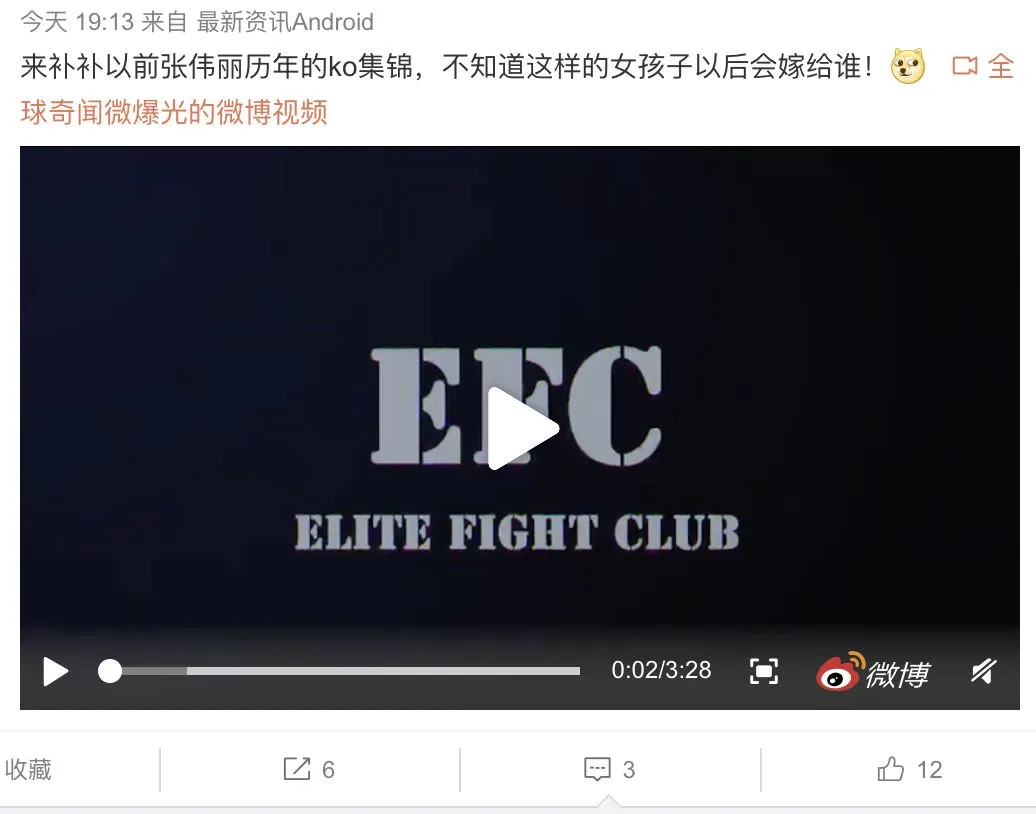 今天 19:13 来自 最新资讯Android
来补补以前张伟丽历年的ko集锦，不知道这样的女孩子以后会嫁给谁！ 全
球奇闻微爆光的微博视频
EFC
ELITE FIGHT CLUB
0:02/3:28 微博
收藏 6 3 12